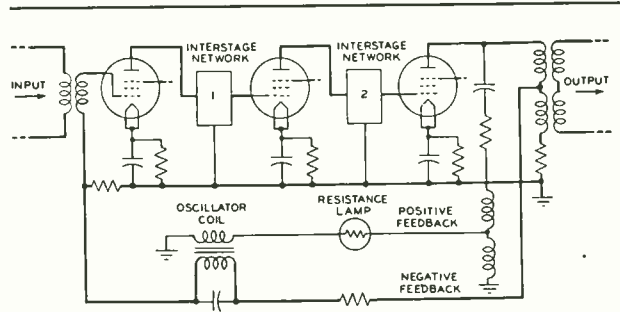 INTERSTAGE
NETWORK
INTERSTAGE
NETWORK
INPUT
1
2
OUTPUT
OSCILLATOR
COIL
RESISTANCE
LAMP
POSITIVE
FEEDBACK
NEGATIVE
FEEDBACK